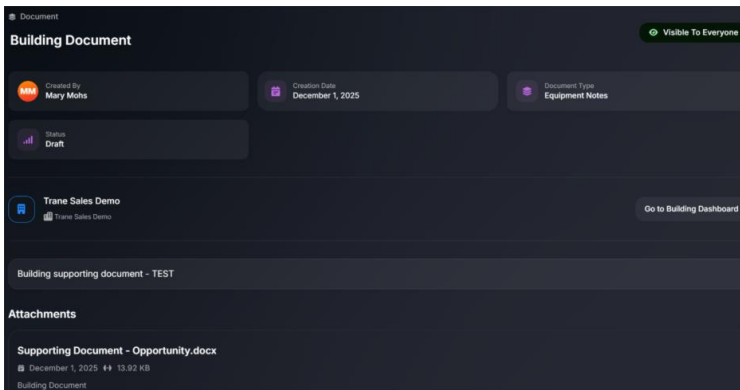 Document
Building Document
Visible To Everyone
MM
Created By
Mary Mohs
Creation Date
December 1, 2025
Document Type
Equipment Notes
Status
Draft
Trane Sales Demo
Trane Sales Demo
Go to Building Dashboard
Building supporting document - TEST
Attachments
Supporting Document - Opportunity.docx
December 1, 2025 13.92 KB
Building Document